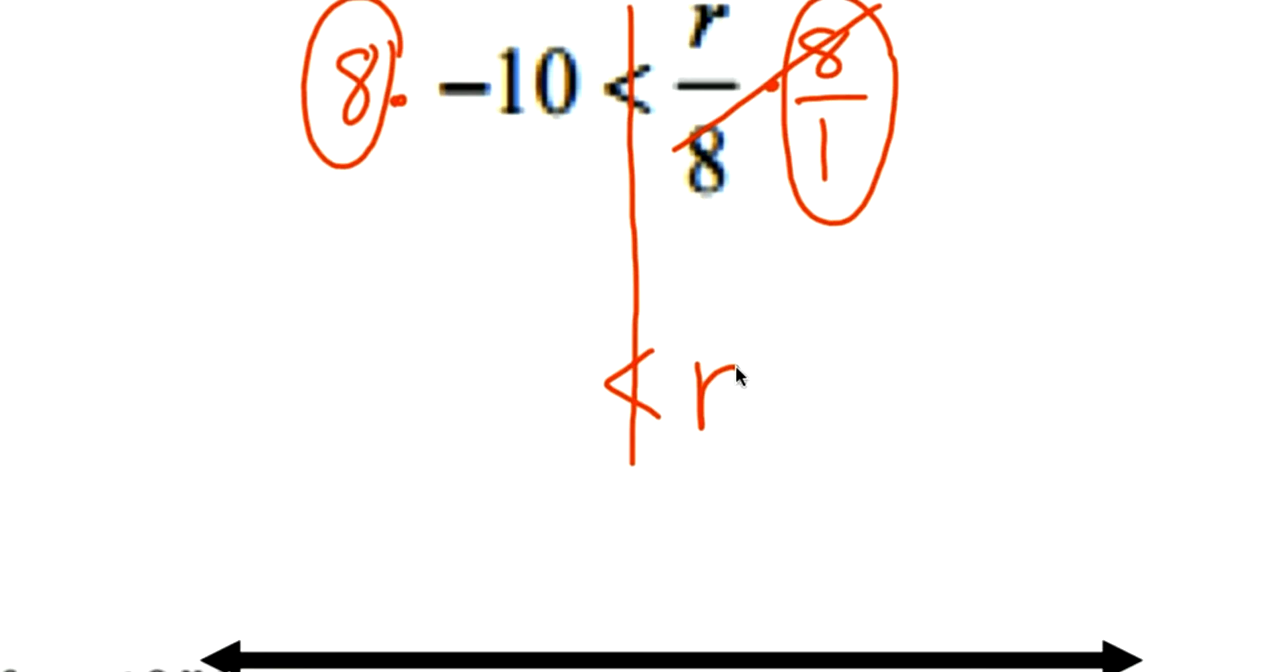 8 · −10 < r/8 · 8/1
< r